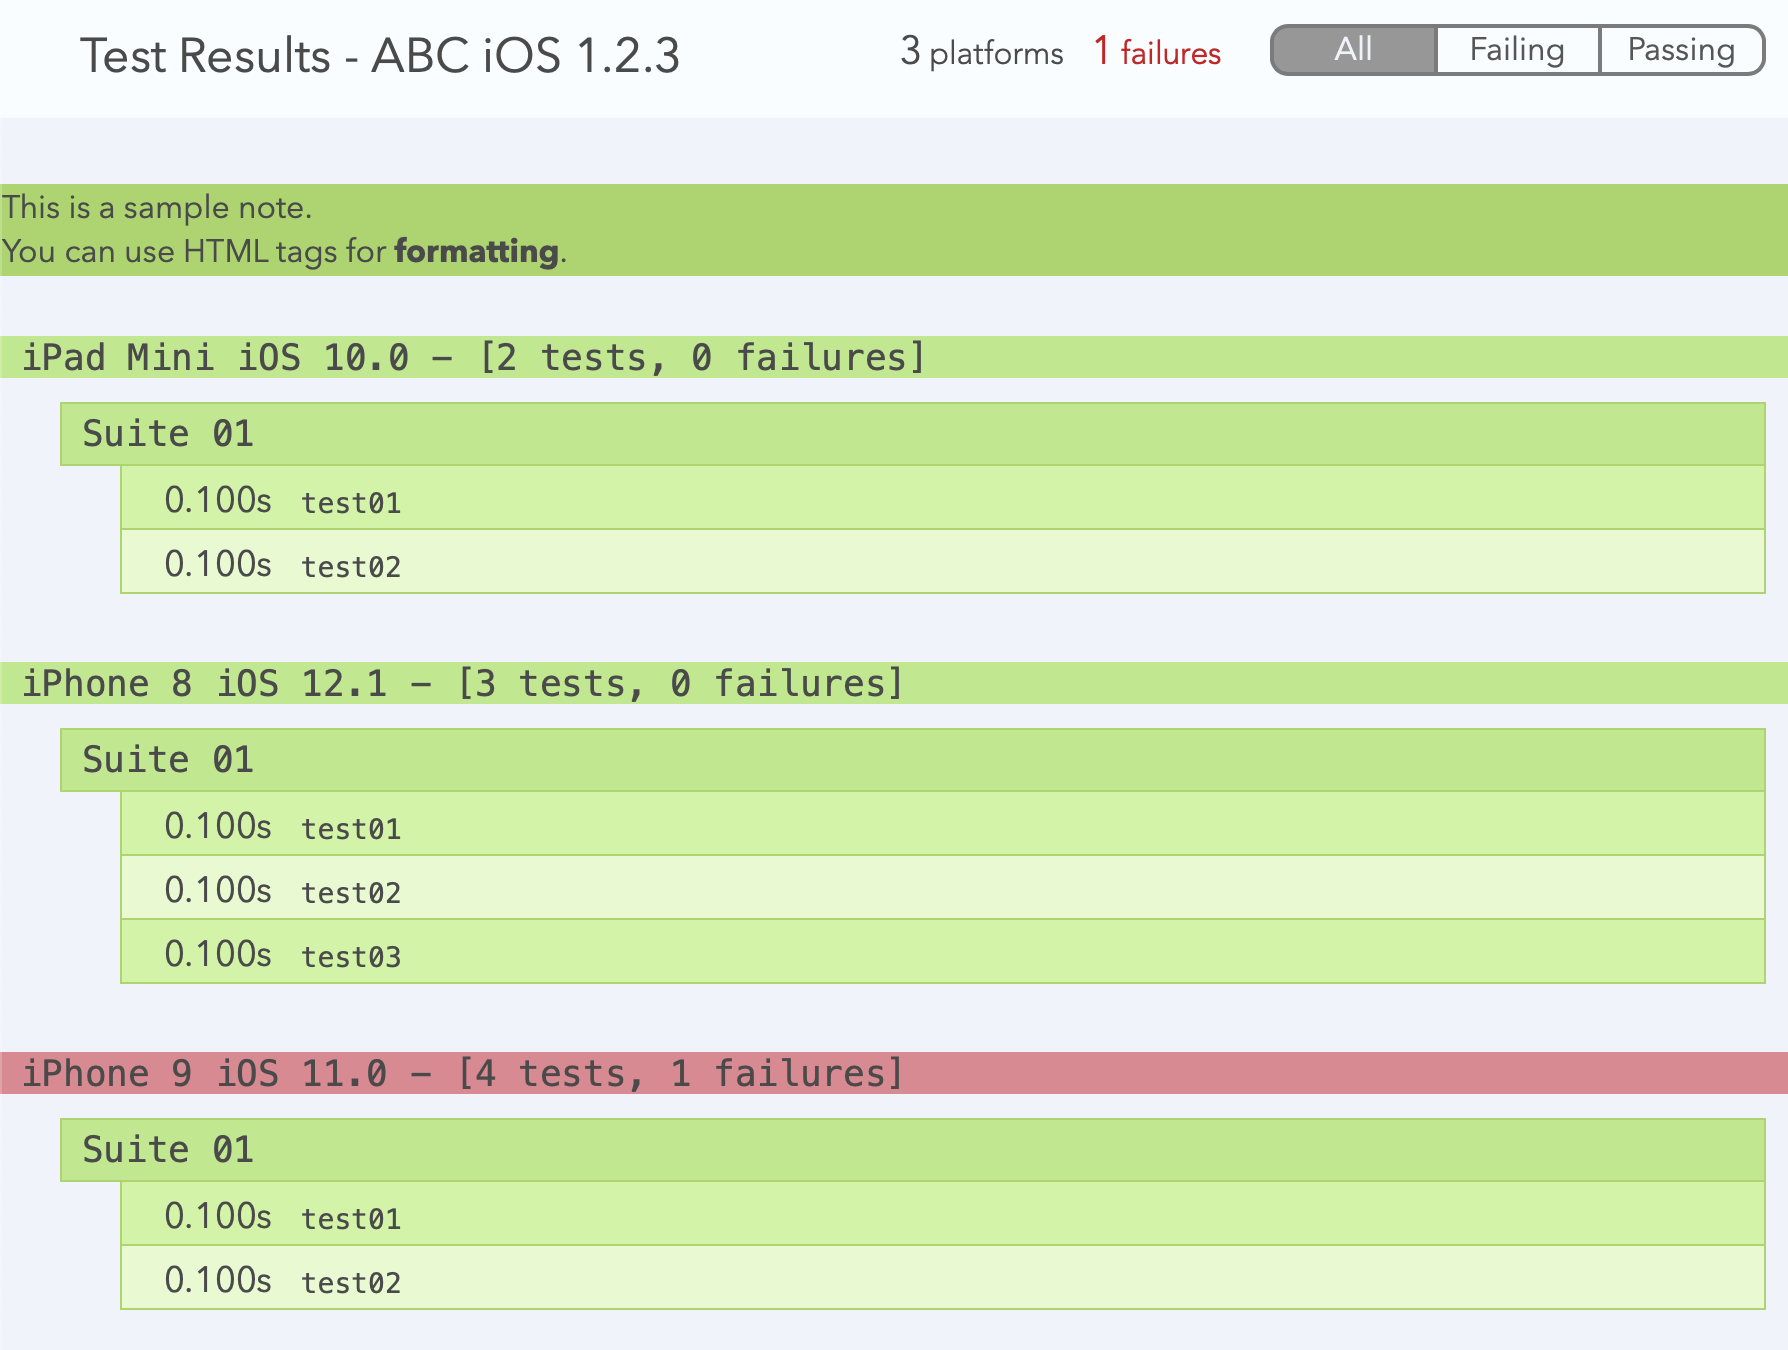 Test Results - ABC iOS 1.2.3 3 platforms 1 failures All Failing Passing
This is a sample note.
You can use HTML tags for formatting.
iPad Mini iOS 10.0 - [2 tests, 0 failures]
Suite 01
0.100s test01
0.100s test02
iPhone 8 iOS 12.1 - [3 tests, 0 failures]
Suite 01
0.100s test01
0.100s test02
0.100s test03
iPhone 9 iOS 11.0 - [4 tests, 1 failures]
Suite 01
0.100s test01
0.100s test02